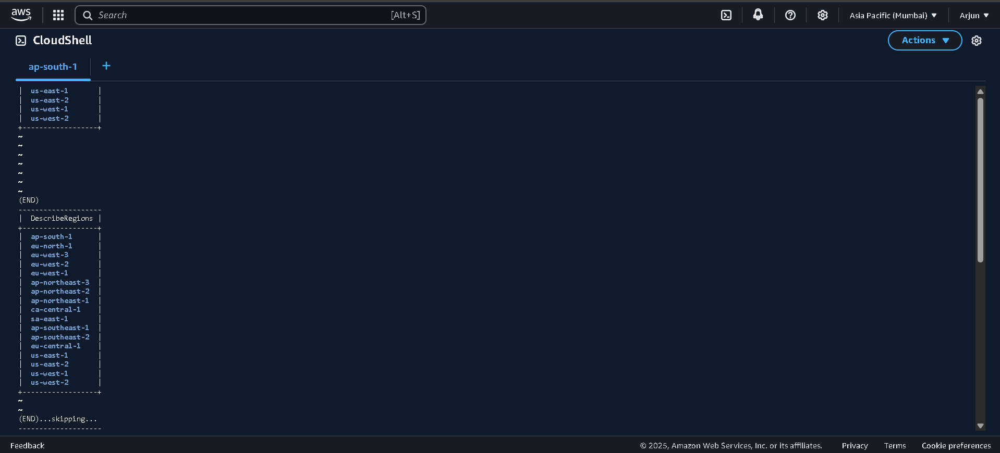 aws
Search [Alt+S]
Asia Pacific (Mumbai) ▼
Arjun ▼
CloudShell
Actions ▼
ap-south-1
+
| us-east-1 |
| us-east-2 |
| us-west-1 |
| us-west-2 |
+------------------+
~
~
~
~
~
~
~
(END)
--------------------
| DescribeRegions |
+------------------+
| ap-south-1 |
| eu-north-1 |
| eu-west-3 |
| eu-west-2 |
| eu-west-1 |
| ap-northeast-3 |
| ap-northeast-2 |
| ap-northeast-1 |
| ca-central-1 |
| sa-east-1 |
| ap-southeast-1 |
| ap-southeast-2 |
| eu-central-1 |
| us-east-1 |
| us-east-2 |
| us-west-1 |
| us-west-2 |
+------------------+
~
~
(END)...skipping...
--------------------
Feedback
© 2025, Amazon Web Services, Inc. or its affiliates. Privacy Terms Cookie preferences